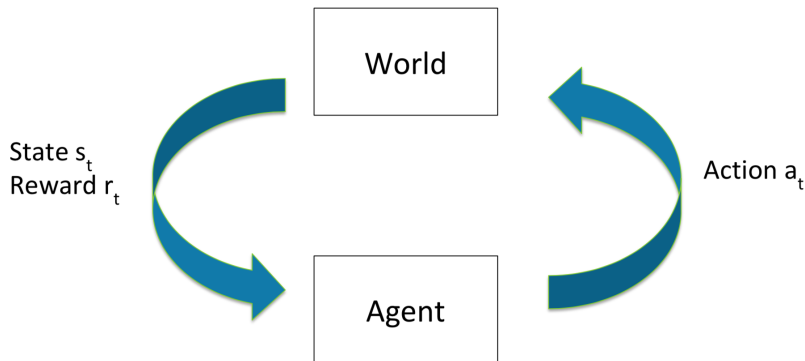 World
State sₜ
Reward rₜ
Action aₜ
Agent